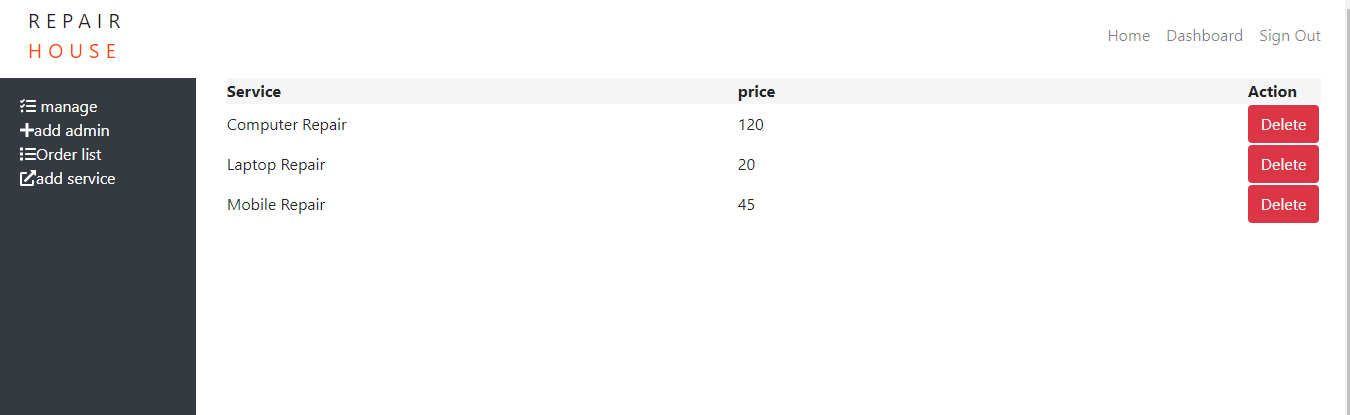 REPAIR
HOUSE
Home Dashboard Sign Out
manage
add admin
Order list
add service
Service price Action
Computer Repair 120 Delete
Laptop Repair 20 Delete
Mobile Repair 45 Delete